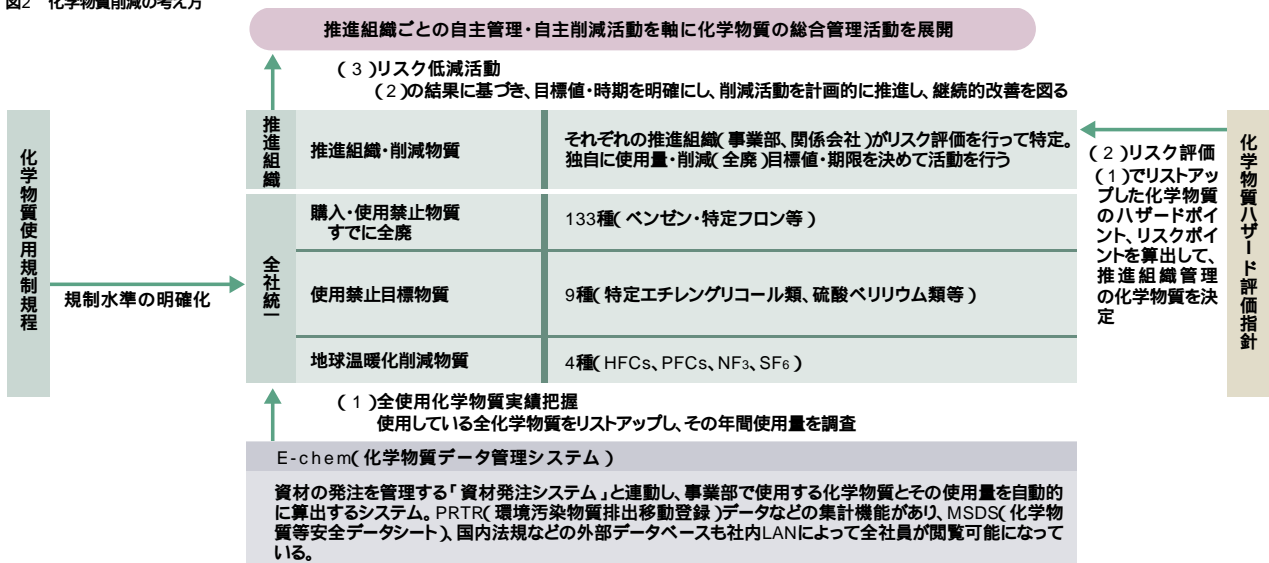 図2 化学物質削減の考え方
推進組織ごとの自主管理・自主削減活動を軸に化学物質の総合管理活動を展開
(3)リスク低減活動
(2)の結果に基づき、目標値・時期を明確にし、削減活動を計画的に推進し、継続的改善を図る
化学物質使用規制規程
規制水準の明確化
推進組織
推進組織・削減物質
それぞれの推進組織(事業部、関係会社)がリスク評価を行って特定。
独自に使用量・削減(全廃)目標値・期限を決めて活動を行う
全社統一
購入・使用禁止物質
すでに全廃
133種(ベンゼン・特定フロン等)
使用禁止目標物質
9種(特定エチレングリコール類、硫酸ベリリウム類等)
地球温暖化削減物質
4種(HFCs、PFCs、NF3、SF6)
(2)リスク評価
(1)でリストアッ
プした化学物質
のハザードポイ
ント、リスクポイ
ントを算出して、
推進組織管理
の化学物質を決
定
化学物質ハザード評価指針
(1)全使用化学物質実績把握
使用している全化学物質をリストアップし、その年間使用量を調査
E-chem(化学物質データ管理システム)
資材の発注を管理する「資材発注システム」と連動し、事業部で使用する化学物質とその使用量を自動的
に算出するシステム。PRTR(環境汚染物質排出移動登録)データなどの集計機能があり、MSDS(化学物
質等安全データシート)、国内法規などの外部データベースも社内LANによって全社員が閲覧可能になって
いる。